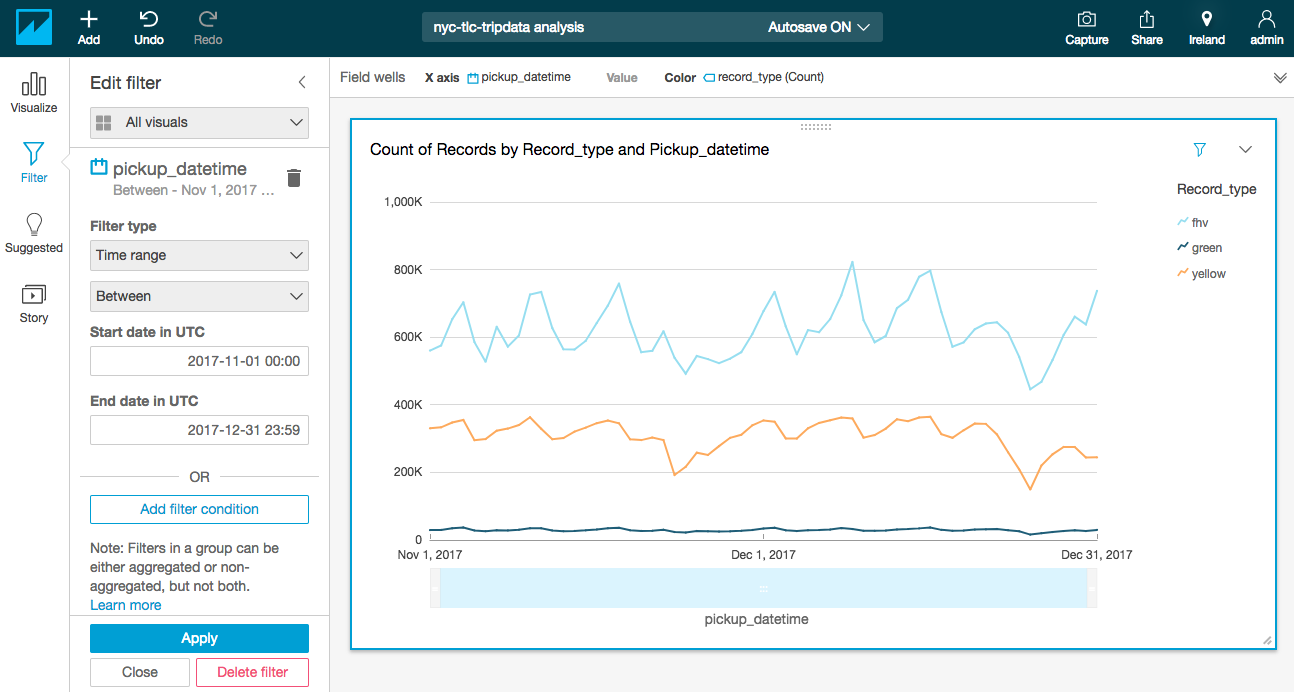 Add
Undo
Redo
nyc-tlc-tripdata analysis
Autosave ON
Capture
Share
Ireland
admin
Visualize
Filter
Suggested
Story
Edit filter
All visuals
pickup_datetime
Between - Nov 1, 2017 ...
Filter type
Time range
Between
Start date in UTC
2017-11-01 00:00
End date in UTC
2017-12-31 23:59
OR
Add filter condition
Note: Filters in a group can be
either aggregated or non-
aggregated, but not both.
Learn more
Apply
Close
Delete filter
Field wells
X axis pickup_datetime
Value
Color record_type (Count)
Count of Records by Record_type and Pickup_datetime
1,000K
800K
600K
400K
200K
0
Nov 1, 2017
Dec 1, 2017
Dec 31, 2017
pickup_datetime
Record_type
fhv
green
yellow